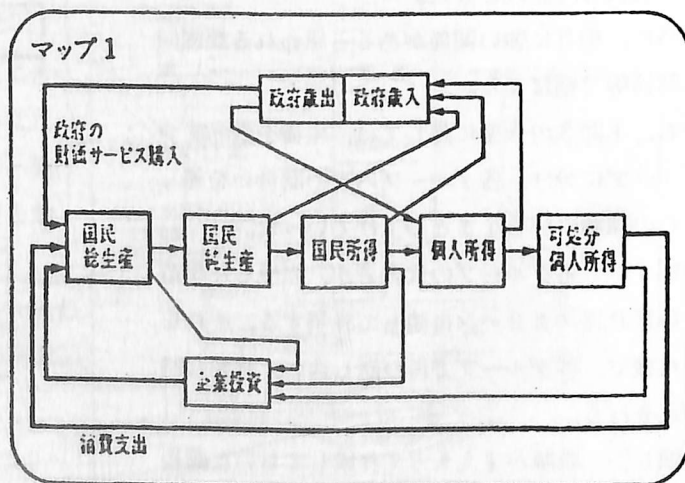 マップ1
政府歳出 政府歳入
政府の
財貨サービス購入
国民
総生産
国民
総生産
国民所得
個人所得
可処分
個人所得
企業投資
消費支出